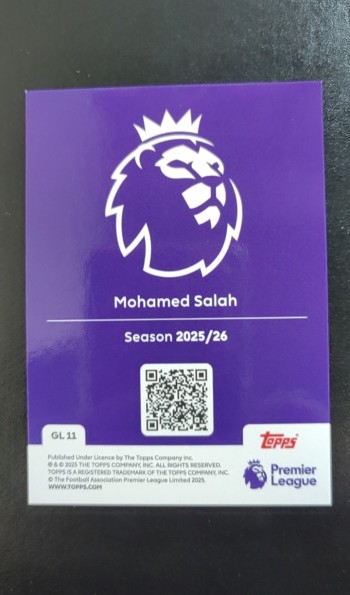 Mohamed Salah
Season 2025/26
GL 11
Topps
Published Under Licence by The Topps Company Inc.
® & © 2025 THE TOPPS COMPANY, INC. ALL RIGHTS RESERVED.
TOPPS IS A REGISTERED TRADEMARK OF THE TOPPS COMPANY, INC.
© The Football Association Premier League Limited 2025.
WWW.TOPPS.COM
Premier
League